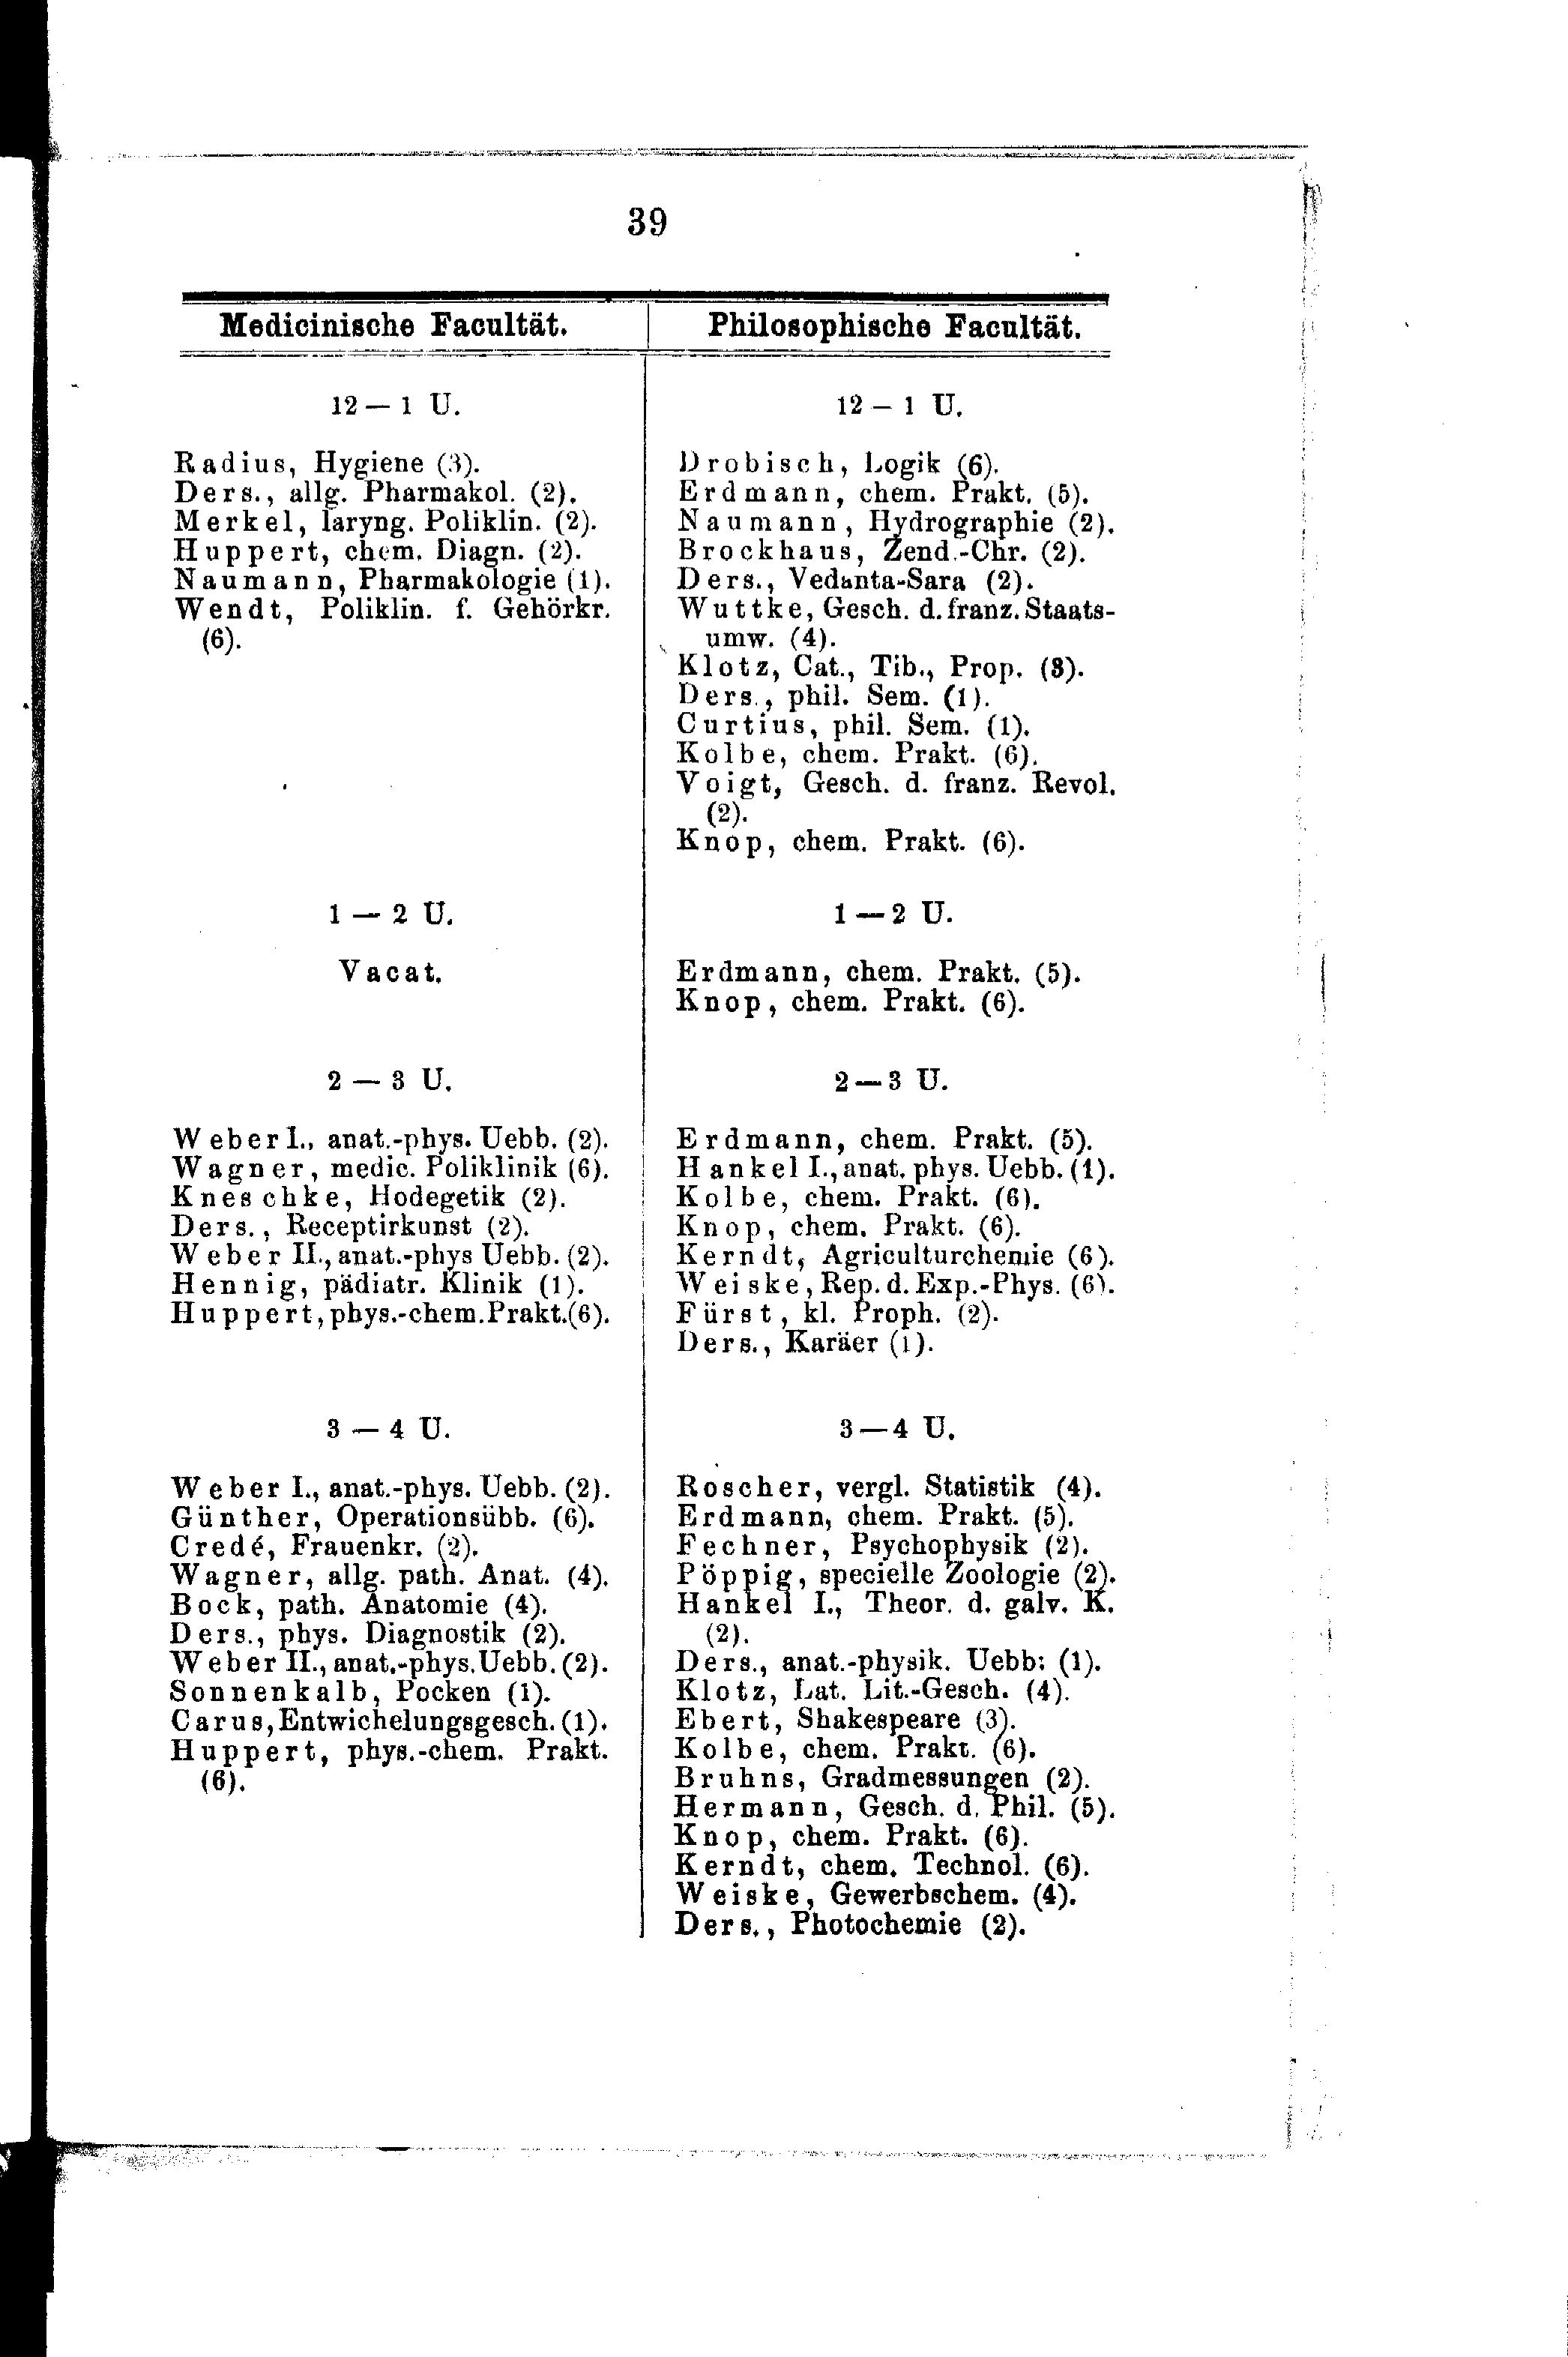 39
Medicinische Facultät.
12 — 1 U.
Radius, Hygiene (3).
Ders., allg. Pharmakol. (2).
Merkel, laryng. Poliklin. (2).
Huppert, chem. Diagn. (2).
Naumann, Pharmakologie (1).
Wendt, Poliklin. f. Gehörkr.
(6).
1 — 2 U.
Vacat.
2 — 3 U.
Weber I., anat.-phys. Uebb. (2).
Wagner, medic. Poliklinik (6).
Kneschke, Hodegetik (2).
Ders., Receptirkunst (2).
Weber II., anat.-phys Uebb. (2).
Hennig, pädiatr. Klinik (1).
Huppert, phys.-chem. Prakt. (6).
3 — 4 U.
Weber I., anat.-phys. Uebb. (2).
Günther, Operationsübb. (6).
Credé, Frauenkr. (2).
Wagner, allg. path. Anat. (4).
Bock, path. Anatomie (4).
Ders., phys. Diagnostik (2).
Weber II., anat.-phys. Uebb. (2).
Sonnenkalb, Pocken (1).
Carus, Entwichelungsgesch. (1).
Huppert, phys.-chem. Prakt.
(6).
Philosophische Facultät.
12 — 1 U.
Drobisch, Logik (6).
Erdmann, chem. Prakt. (5).
Naumann, Hydrographie (2).
Brockhaus, Zend.-Chr. (2).
Ders., Vedanta-Sara (2).
Wuttke, Gesch. d. franz. Staats-
umw. (4).
Klotz, Cat., Tib., Prop. (3).
Ders., phil. Sem. (1).
Curtius, phil. Sem. (1).
Kolbe, chem. Prakt. (6).
Voigt, Gesch. d. franz. Revol.
(2).
Knop, chem. Prakt. (6).
1 — 2 U.
Erdmann, chem. Prakt. (5).
Knop, chem. Prakt. (6).
2 — 3 U.
Erdmann, chem. Prakt. (5).
Hankel I., anat. phys. Uebb. (1).
Kolbe, chem. Prakt. (6).
Knop, chem. Prakt. (6).
Kerndt, Agriculturchemie (6).
Weiske, Rep. d. Exp.-Phys. (6).
Fürst, kl. Proph. (2).
Ders., Karäer (1).
3 — 4 U.
Roscher, vergl. Statistik (4).
Erdmann, chem. Prakt. (5).
Fechner, Psychophysik (2).
Pöppig, specielle Zoologie (2).
Hankel I., Theor. d. galv. K.
(2).
Ders., anat.-physik. Uebb: (1).
Klotz, Lat. Lit.-Gesch. (4).
Ebert, Shakespeare (3).
Kolbe, chem. Prakt. (6).
Bruhns, Gradmessungen (2).
Hermann, Gesch. d. Phil. (5).
Knop, chem. Prakt. (6).
Kerndt, chem. Technol. (6).
Weiske, Gewerbschem. (4).
Ders., Photochemie (2).